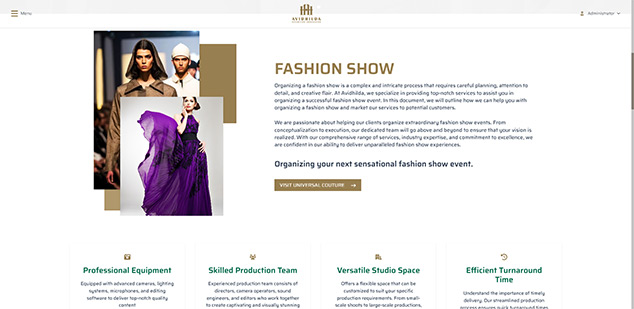 Menu
AVIDHILDA
Administrator
FASHION SHOW
Organizing a fashion show is a complex and intricate process that requires careful planning, attention to
detail, and creative flair. At Avidhilda, we specialize in providing top-notch services to assist you in
organizing a successful fashion show event. In this document, we will outline how we can help you with
organizing a fashion show and market our services to potential customers.
We are passionate about helping our clients organize extraordinary fashion show events. From
conceptualization to execution, our dedicated team will go above and beyond to ensure that your vision is
realized. With our comprehensive range of services, industry expertise, and commitment to excellence, we
are confident in our ability to deliver unparalleled fashion show experiences.
Organizing your next sensational fashion show event.
VISIT UNIVERSAL COUTURE →
Professional Equipment
Equipped with advanced cameras, lighting
systems, microphones, and editing
software to deliver top-notch quality
content
Skilled Production Team
Experienced production team consists of
directors, camera operators, sound
engineers, and editors who work together
to create captivating and visually stunning
Versatile Studio Space
Offers a flexible space that can be
customized to suit your specific
production requirements. From small-
scale shoots to large-scale productions,
Efficient Turnaround
Time
Understand the importance of timely
delivery. Our streamlined production
process ensures quick turnaround times